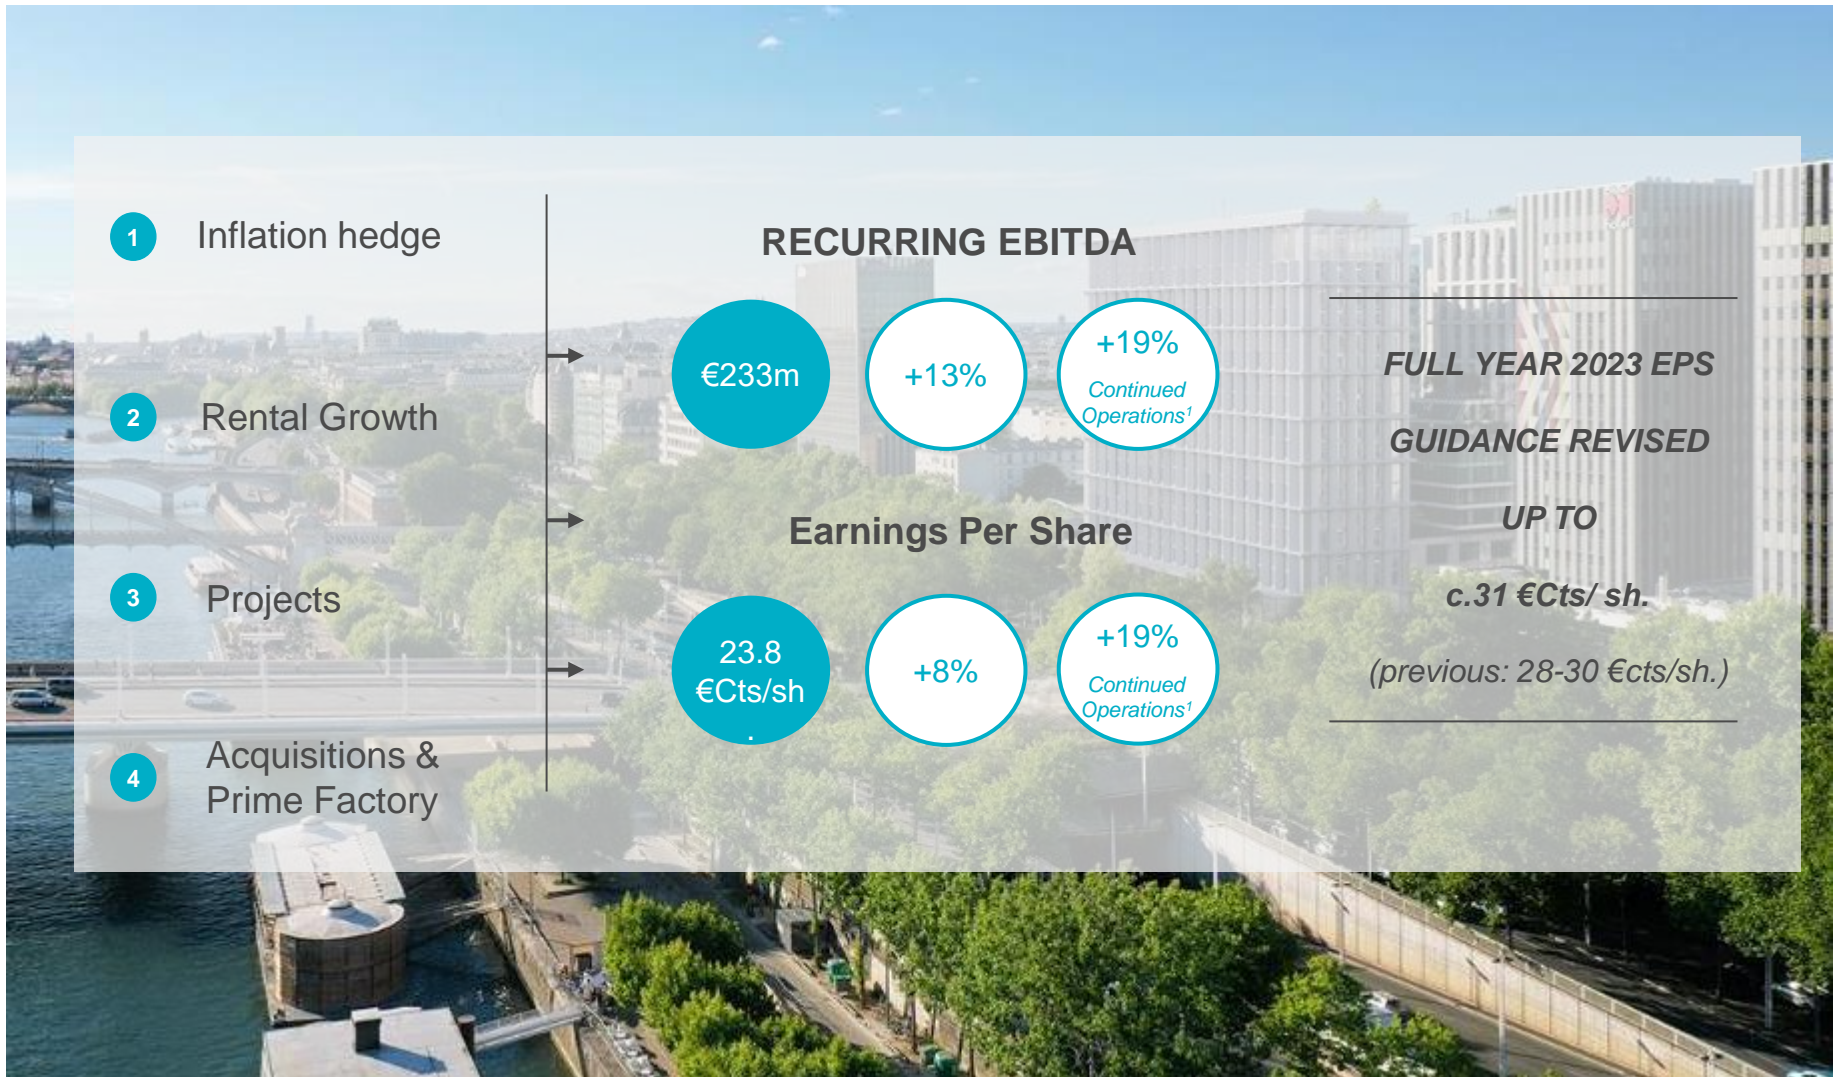 1 Inflation hedge
2 Rental Growth
3 Projects
4 Acquisitions &
Prime Factory
RECURRING EBITDA
€233m
+13%
+19%
Continued
Operations¹
Earnings Per Share
23.8
€Cts/sh
.
+8%
+19%
Continued
Operations¹
FULL YEAR 2023 EPS
GUIDANCE REVISED
UP TO
c.31 €Cts/ sh.
(previous: 28-30 €cts/sh.)